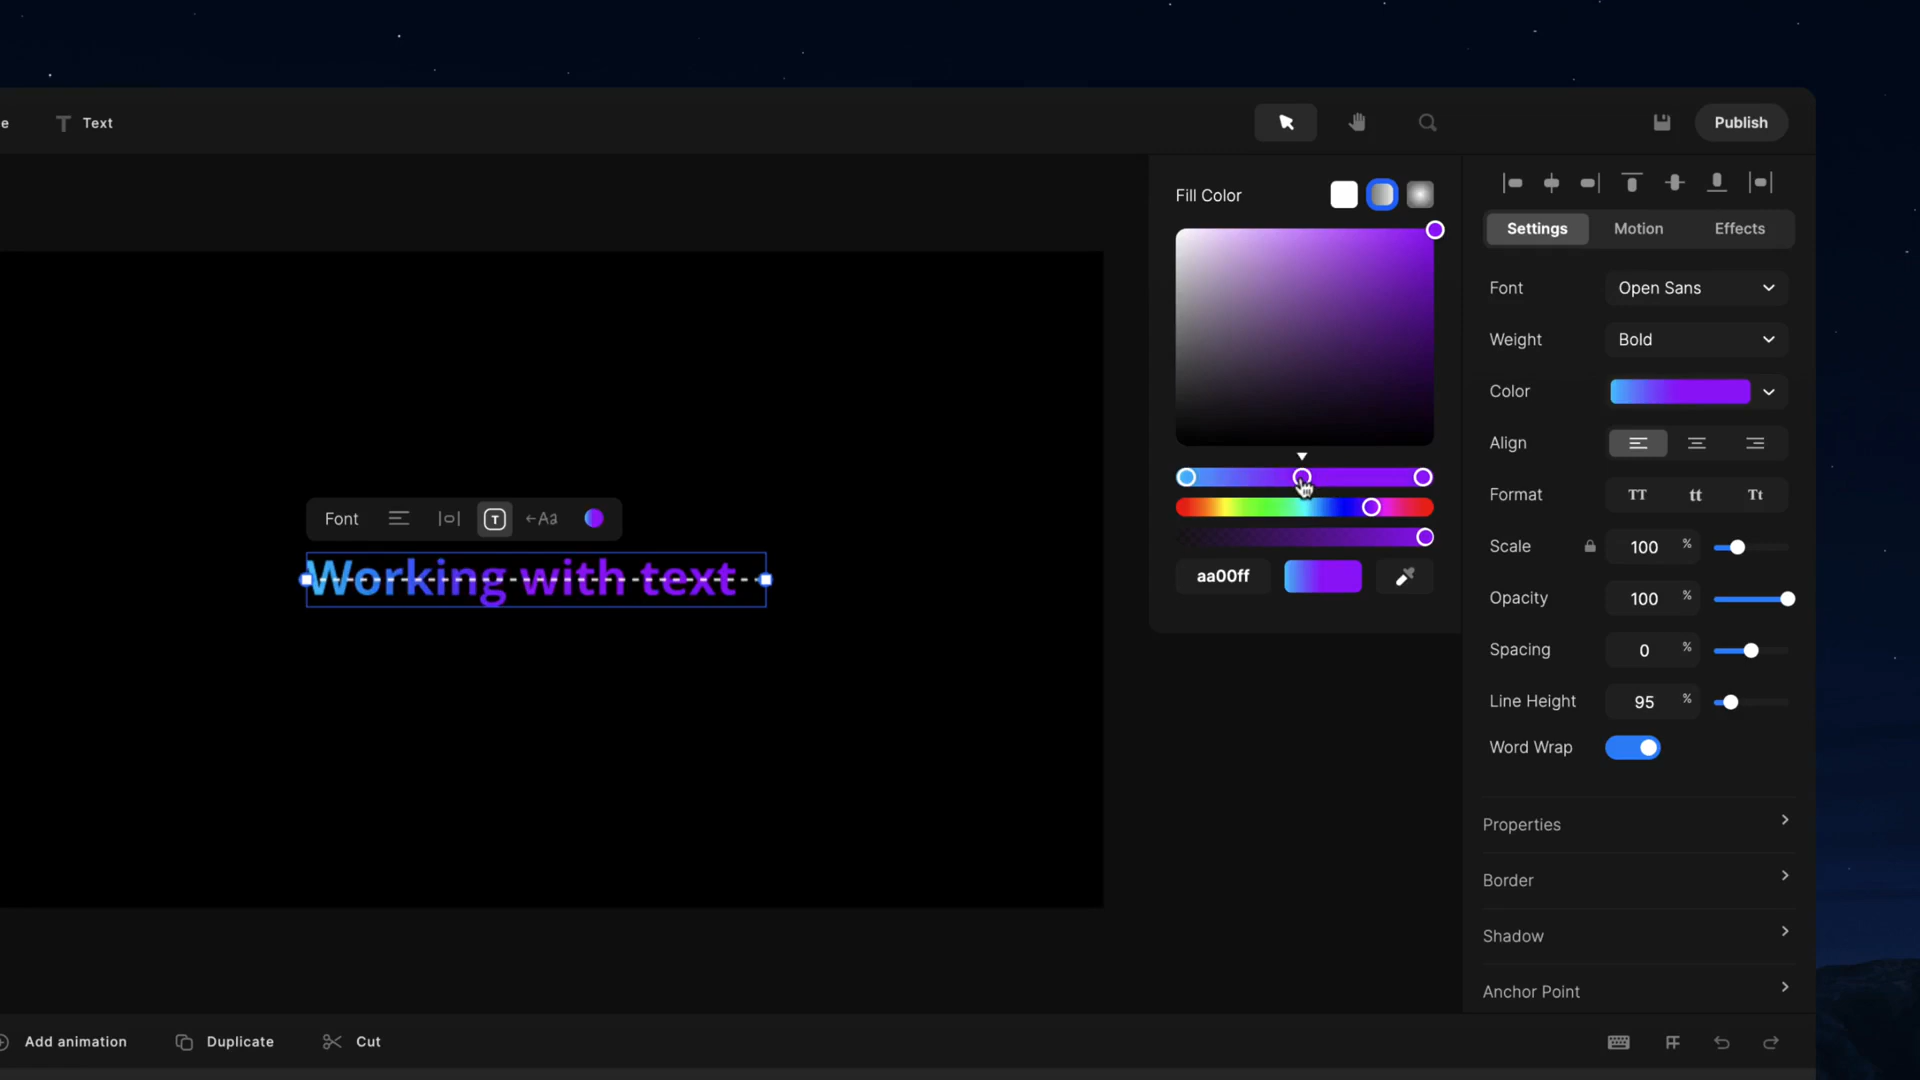 e
Text
Publish
Fill Color
Settings
Motion
Effects
Font
Open Sans
Weight
Bold
Color
Align
Format
TT
tt
Tt
Scale
100
%
Opacity
100
%
Spacing
0
%
Line Height
95
%
Word Wrap
Properties
Border
Shadow
Anchor Point
aa00ff
Font
T
Aa
Working with text
Add animation
Duplicate
Cut